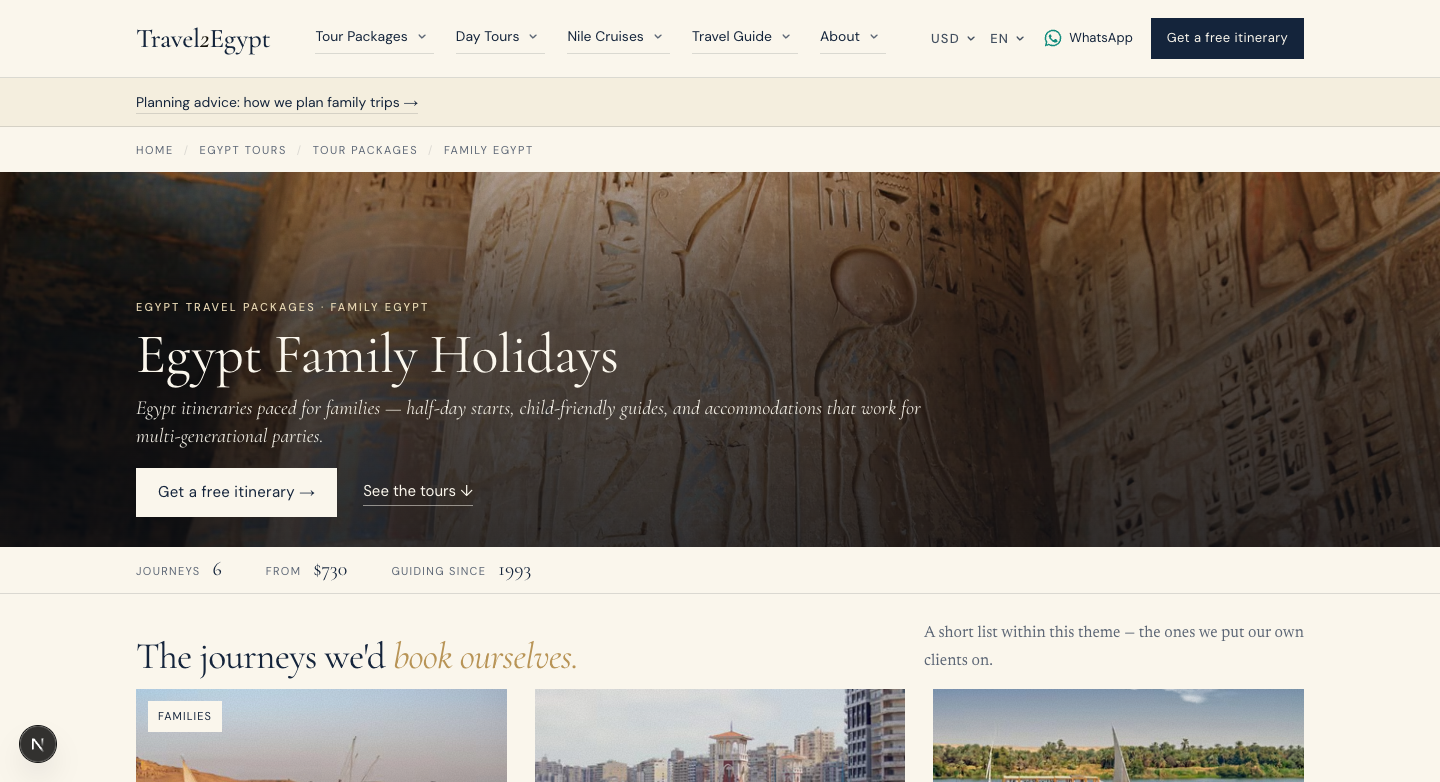 Travel2Egypt
Tour Packages
Day Tours
Nile Cruises
Travel Guide
About
USD
EN
WhatsApp
Get a free itinerary
Planning advice: how we plan family trips →
HOME / EGYPT TOURS / TOUR PACKAGES / FAMILY EGYPT
EGYPT TRAVEL PACKAGES · FAMILY EGYPT
Egypt Family Holidays
Egypt itineraries paced for families — half-day starts, child-friendly guides, and accommodations that work for
multi-generational parties.
Get a free itinerary →
See the tours ↓
JOURNEYS 6
FROM $730
GUIDING SINCE 1993
The journeys we'd book ourselves.
A short list within this theme — the ones we put our own
clients on.
FAMILIES
N